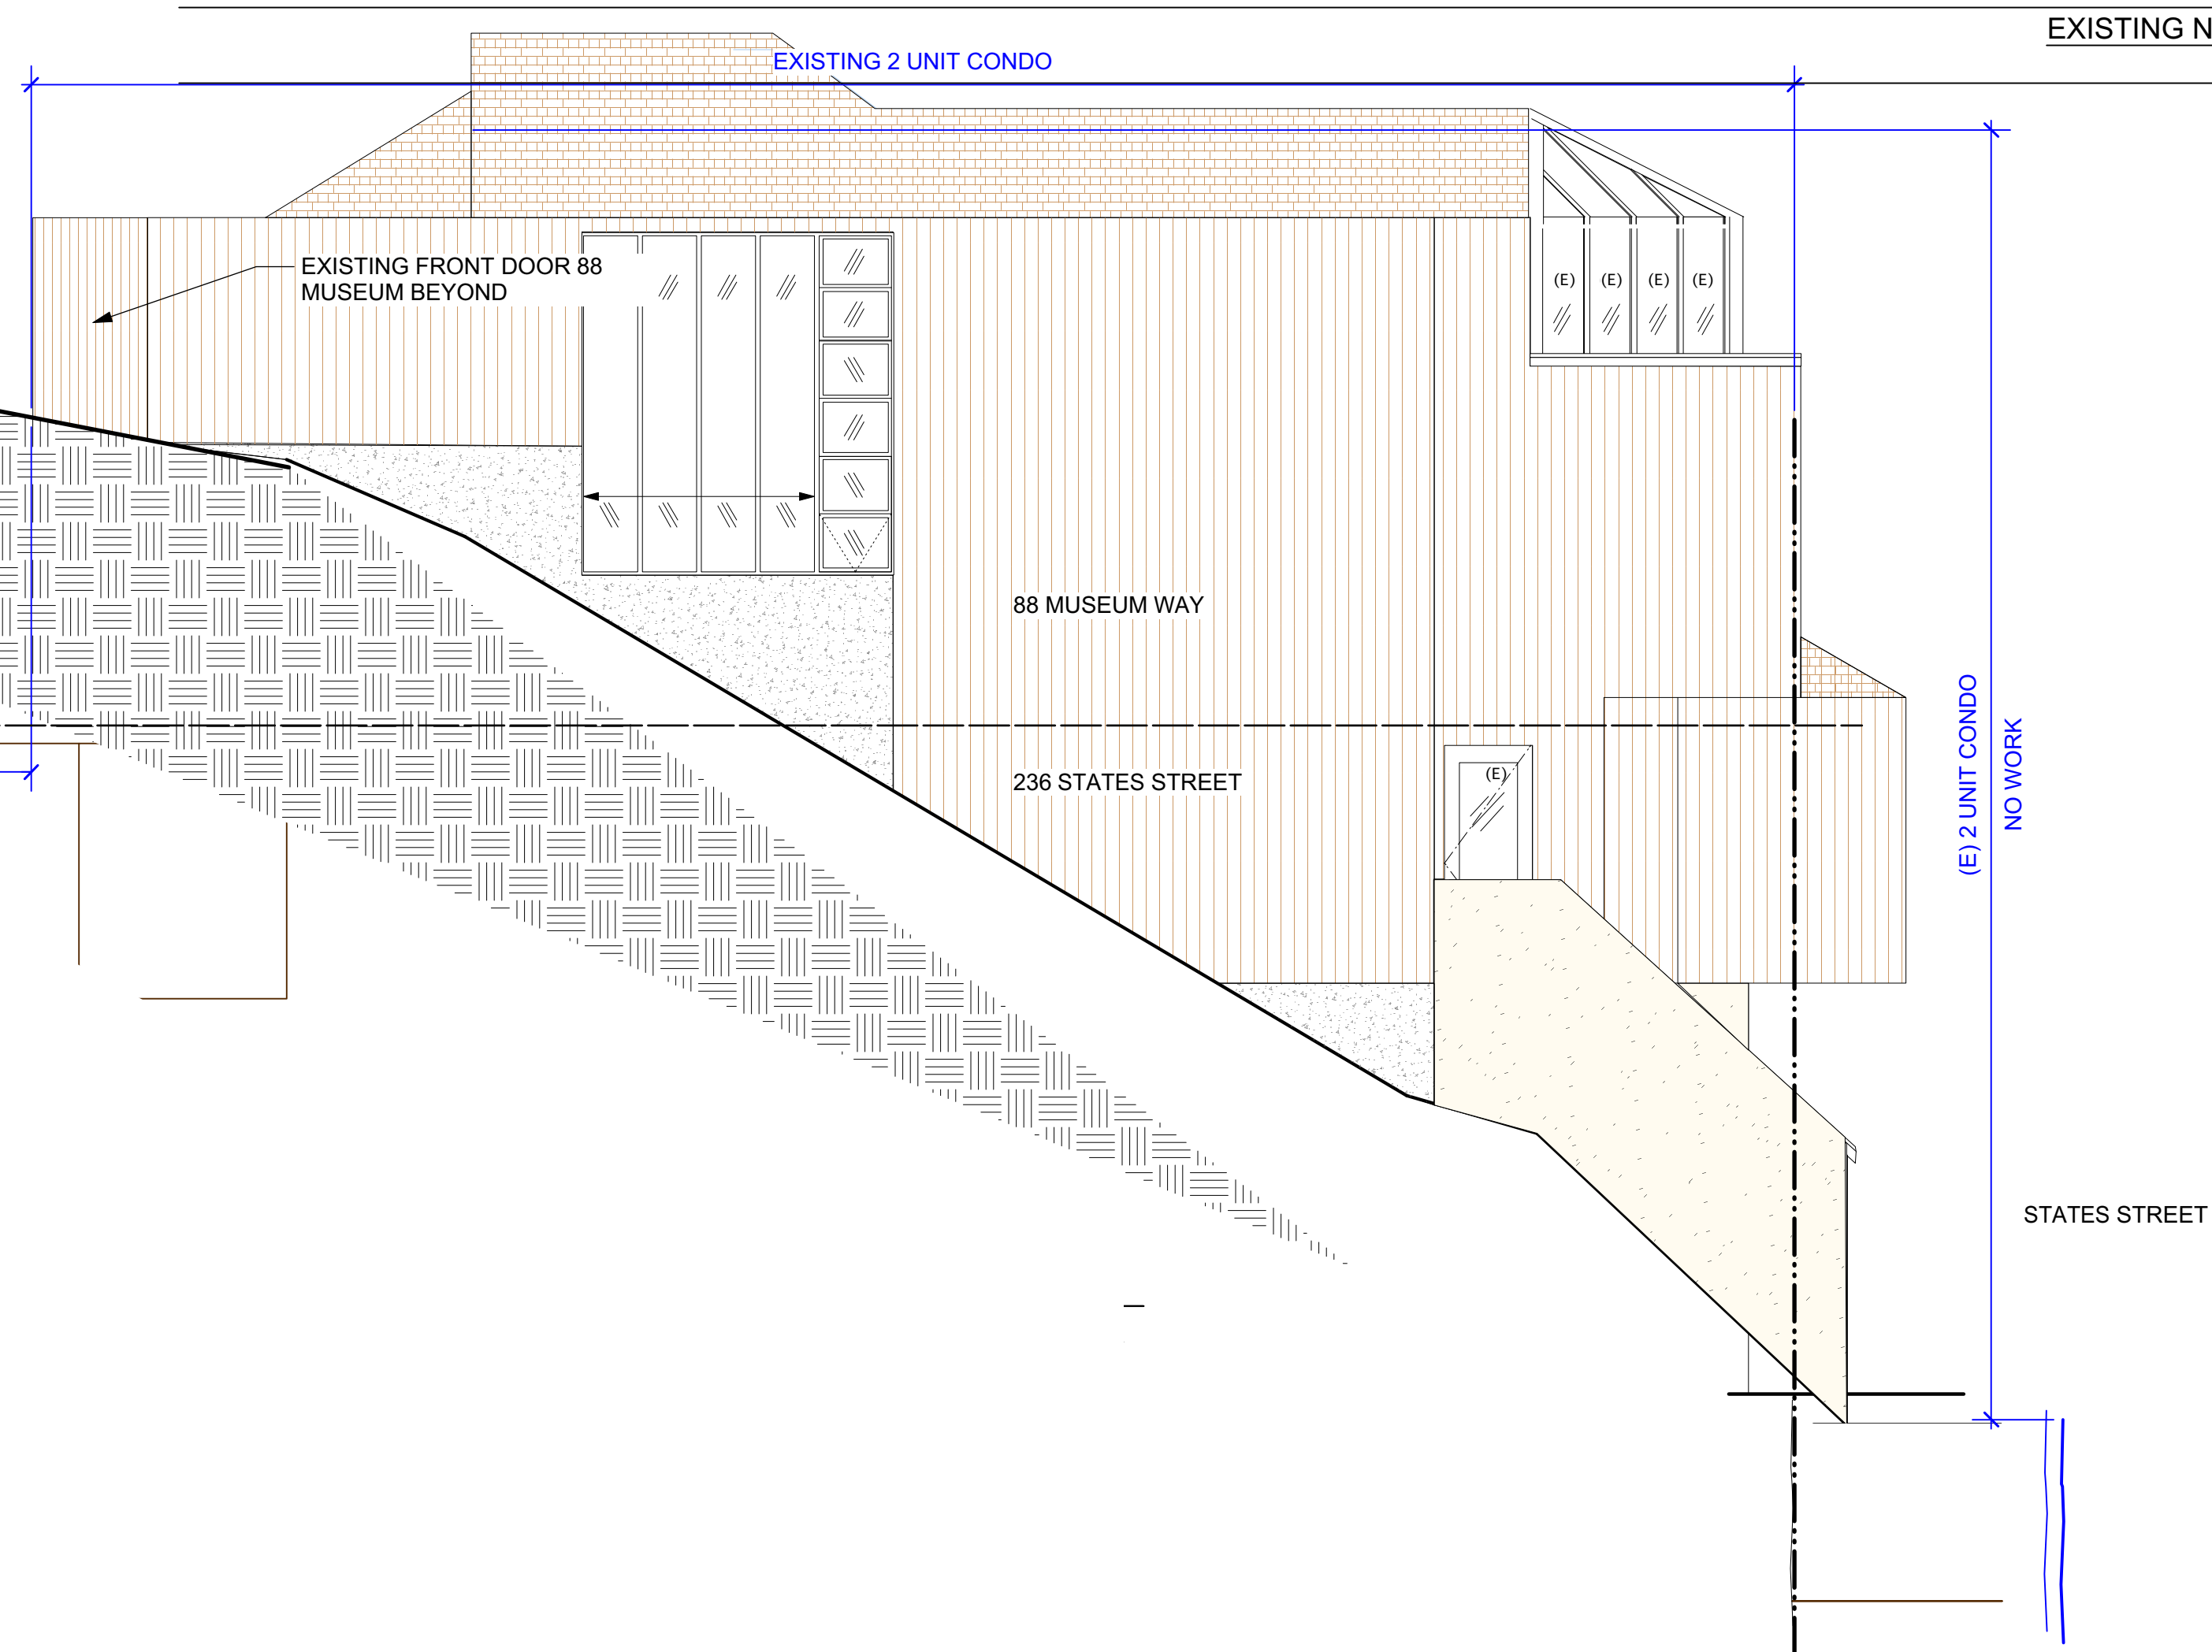 EXISTING N
EXISTING 2 UNIT CONDO
EXISTING FRONT DOOR 88
MUSEUM BEYOND
(E) (E) (E) (E)
88 MUSEUM WAY
236 STATES STREET
(E)
(E) 2 UNIT CONDO
NO WORK
STATES STREET